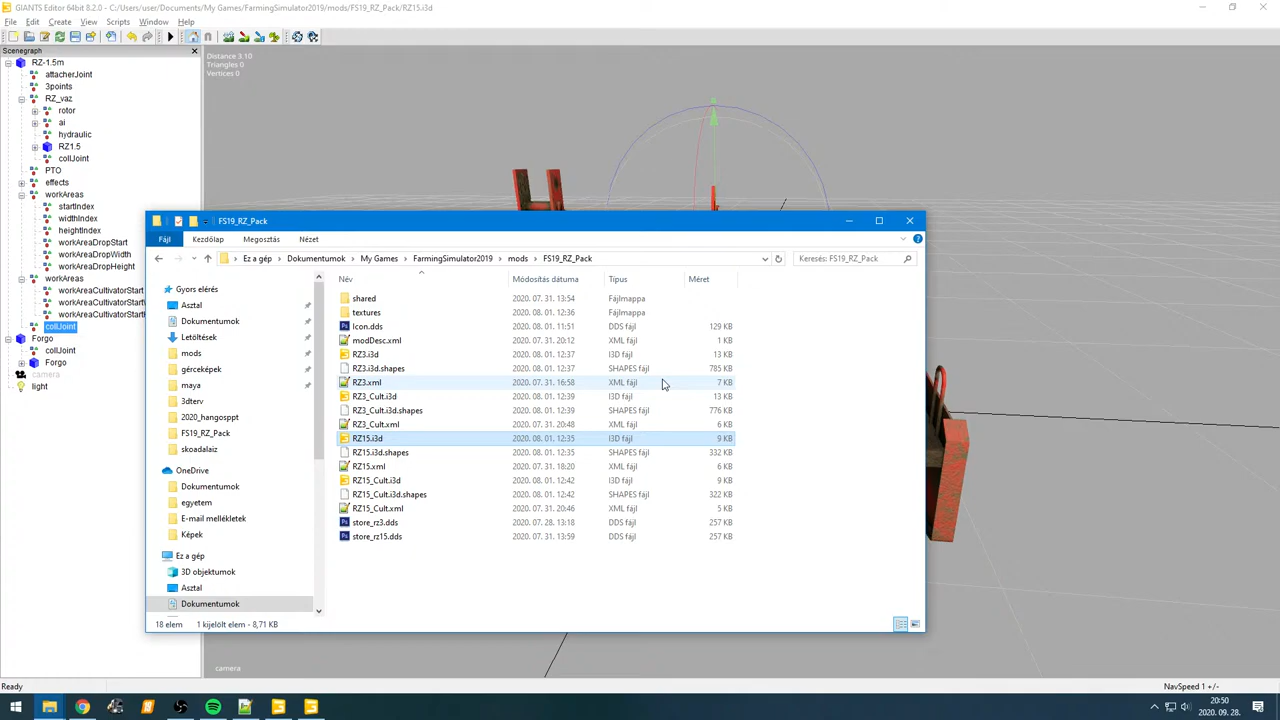 GIANTS Editor 64bit 8.2.0 - C:/Users/user/Documents/My Games/FarmingSimulator2019/mods/FS19_RZ_Pack/RZ15.i3d
File Edit Create View Scripts Window Help
Scenegraph
RZ-1.5m
attacherJoint
3points
RZ_vaz
rotor
ai
hydraulic
RZ1.5
collJoint
PTO
effects
workAreas
startIndex
widthIndex
heightIndex
workAreaDropStart
workAreaDropWidth
workAreaDropHeight
workAreas
workAreaCultivatorStart
workAreaCultivatorStartW
workAreaCultivatorStart
collJoint
Forgo
collJoint
Forgo
camera
light
Distance 3.10
Triangles 0
Vertices 0
FS19_RZ_Pack
Fájl Kezdőlap Megosztás Nézet
Ez a gép Dokumentumok My Games FarmingSimulator2019 mods FS19_RZ_Pack
Keresés: FS19_RZ_Pack
Gyors elérés
Asztal
Dokumentumok
Letöltések
mods
gérceképek
maya
3dterv
2020_hangosppt
FS19_RZ_Pack
skoadalaiz
OneDrive
Dokumentumok
egyetem
E-mail mellékletek
Képek
Ez a gép
3D objektumok
Asztal
Dokumentumok
Név Módosítás dátuma Típus Méret
shared 2020. 07. 31. 13:54 Fájlmappa
textures 2020. 08. 01. 12:36 Fájlmappa
Icon.dds 2020. 08. 01. 11:51 DDS fájl 129 KB
modDesc.xml 2020. 07. 31. 20:12 XML fájl 1 KB
RZ3.i3d 2020. 08. 01. 12:37 I3D fájl 13 KB
RZ3.i3d.shapes 2020. 08. 01. 12:37 SHAPES fájl 785 KB
RZ3.xml 2020. 07. 31. 16:58 XML fájl 7 KB
RZ3_Cult.i3d 2020. 08. 01. 12:39 I3D fájl 13 KB
RZ3_Cult.i3d.shapes 2020. 08. 01. 12:39 SHAPES fájl 776 KB
RZ3_Cult.xml 2020. 07. 31. 20:48 XML fájl 6 KB
RZ15.i3d 2020. 08. 01. 12:35 I3D fájl 9 KB
RZ15.i3d.shapes 2020. 08. 01. 12:35 SHAPES fájl 332 KB
RZ15.xml 2020. 07. 31. 18:20 XML fájl 6 KB
RZ15_Cult.i3d 2020. 08. 01. 12:42 I3D fájl 9 KB
RZ15_Cult.i3d.shapes 2020. 08. 01. 12:42 SHAPES fájl 322 KB
RZ15_Cult.xml 2020. 07. 31. 20:46 XML fájl 6 KB
store_rz3.dds 2020. 07. 28. 13:18 DDS fájl 257 KB
store_rz15.dds 2020. 07. 31. 13:59 DDS fájl 257 KB
18 elem 1 kijelölt elem - 8,71 KB
camera
Ready
NavSpeed 1 +/-
20:50
2020. 09. 28.